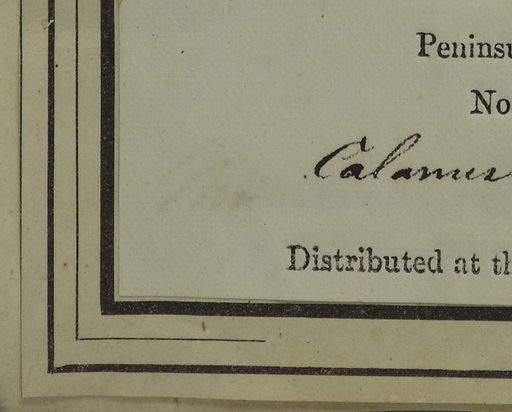 Peninsu
No
Calamus
Distributed at th